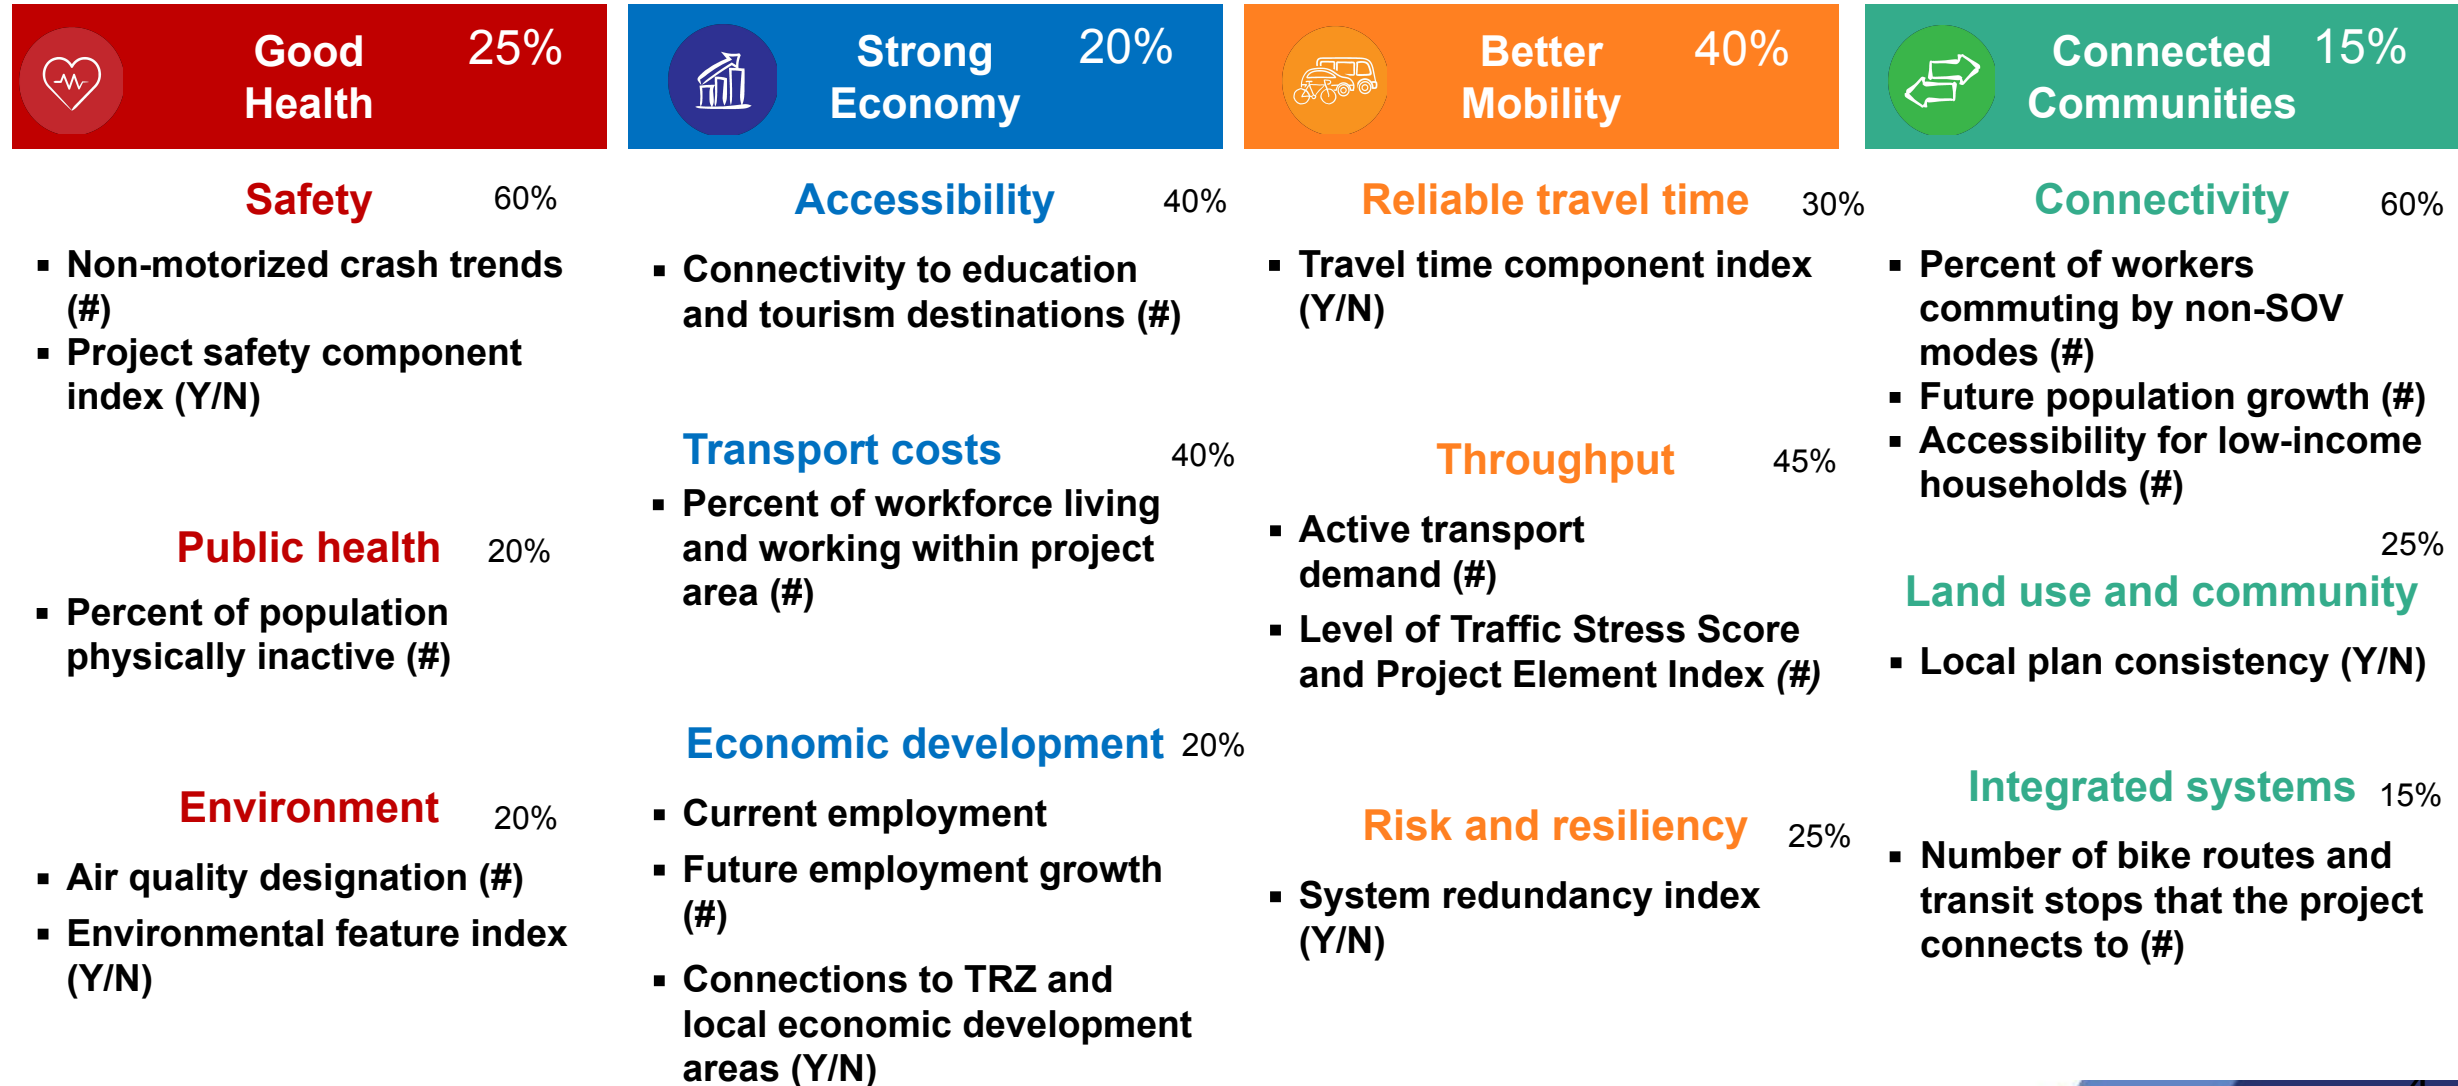 Good
Health
25%
Safety 60%
▪ Non-motorized crash trends
(#)
▪ Project safety component
index (Y/N)
Public health 20%
▪ Percent of population
physically inactive (#)
Environment 20%
▪ Air quality designation (#)
▪ Environmental feature index
(Y/N)
Strong
Economy
20%
Accessibility 40%
▪ Connectivity to education
and tourism destinations (#)
Transport costs 40%
▪ Percent of workforce living
and working within project
area (#)
Economic development 20%
▪ Current employment
▪ Future employment growth
(#)
▪ Connections to TRZ and
local economic development
areas (Y/N)
Better
Mobility
40%
Reliable travel time 30%
▪ Travel time component index
(Y/N)
Throughput 45%
▪ Active transport
demand (#)
▪ Level of Traffic Stress Score
and Project Element Index (#)
Risk and resiliency 25%
▪ System redundancy index
(Y/N)
Connected
Communities
15%
Connectivity 60%
▪ Percent of workers
commuting by non-SOV
modes (#)
▪ Future population growth (#)
▪ Accessibility for low-income
households (#)
25%
Land use and community
▪ Local plan consistency (Y/N)
Integrated systems 15%
▪ Number of bike routes and
transit stops that the project
connects to (#)